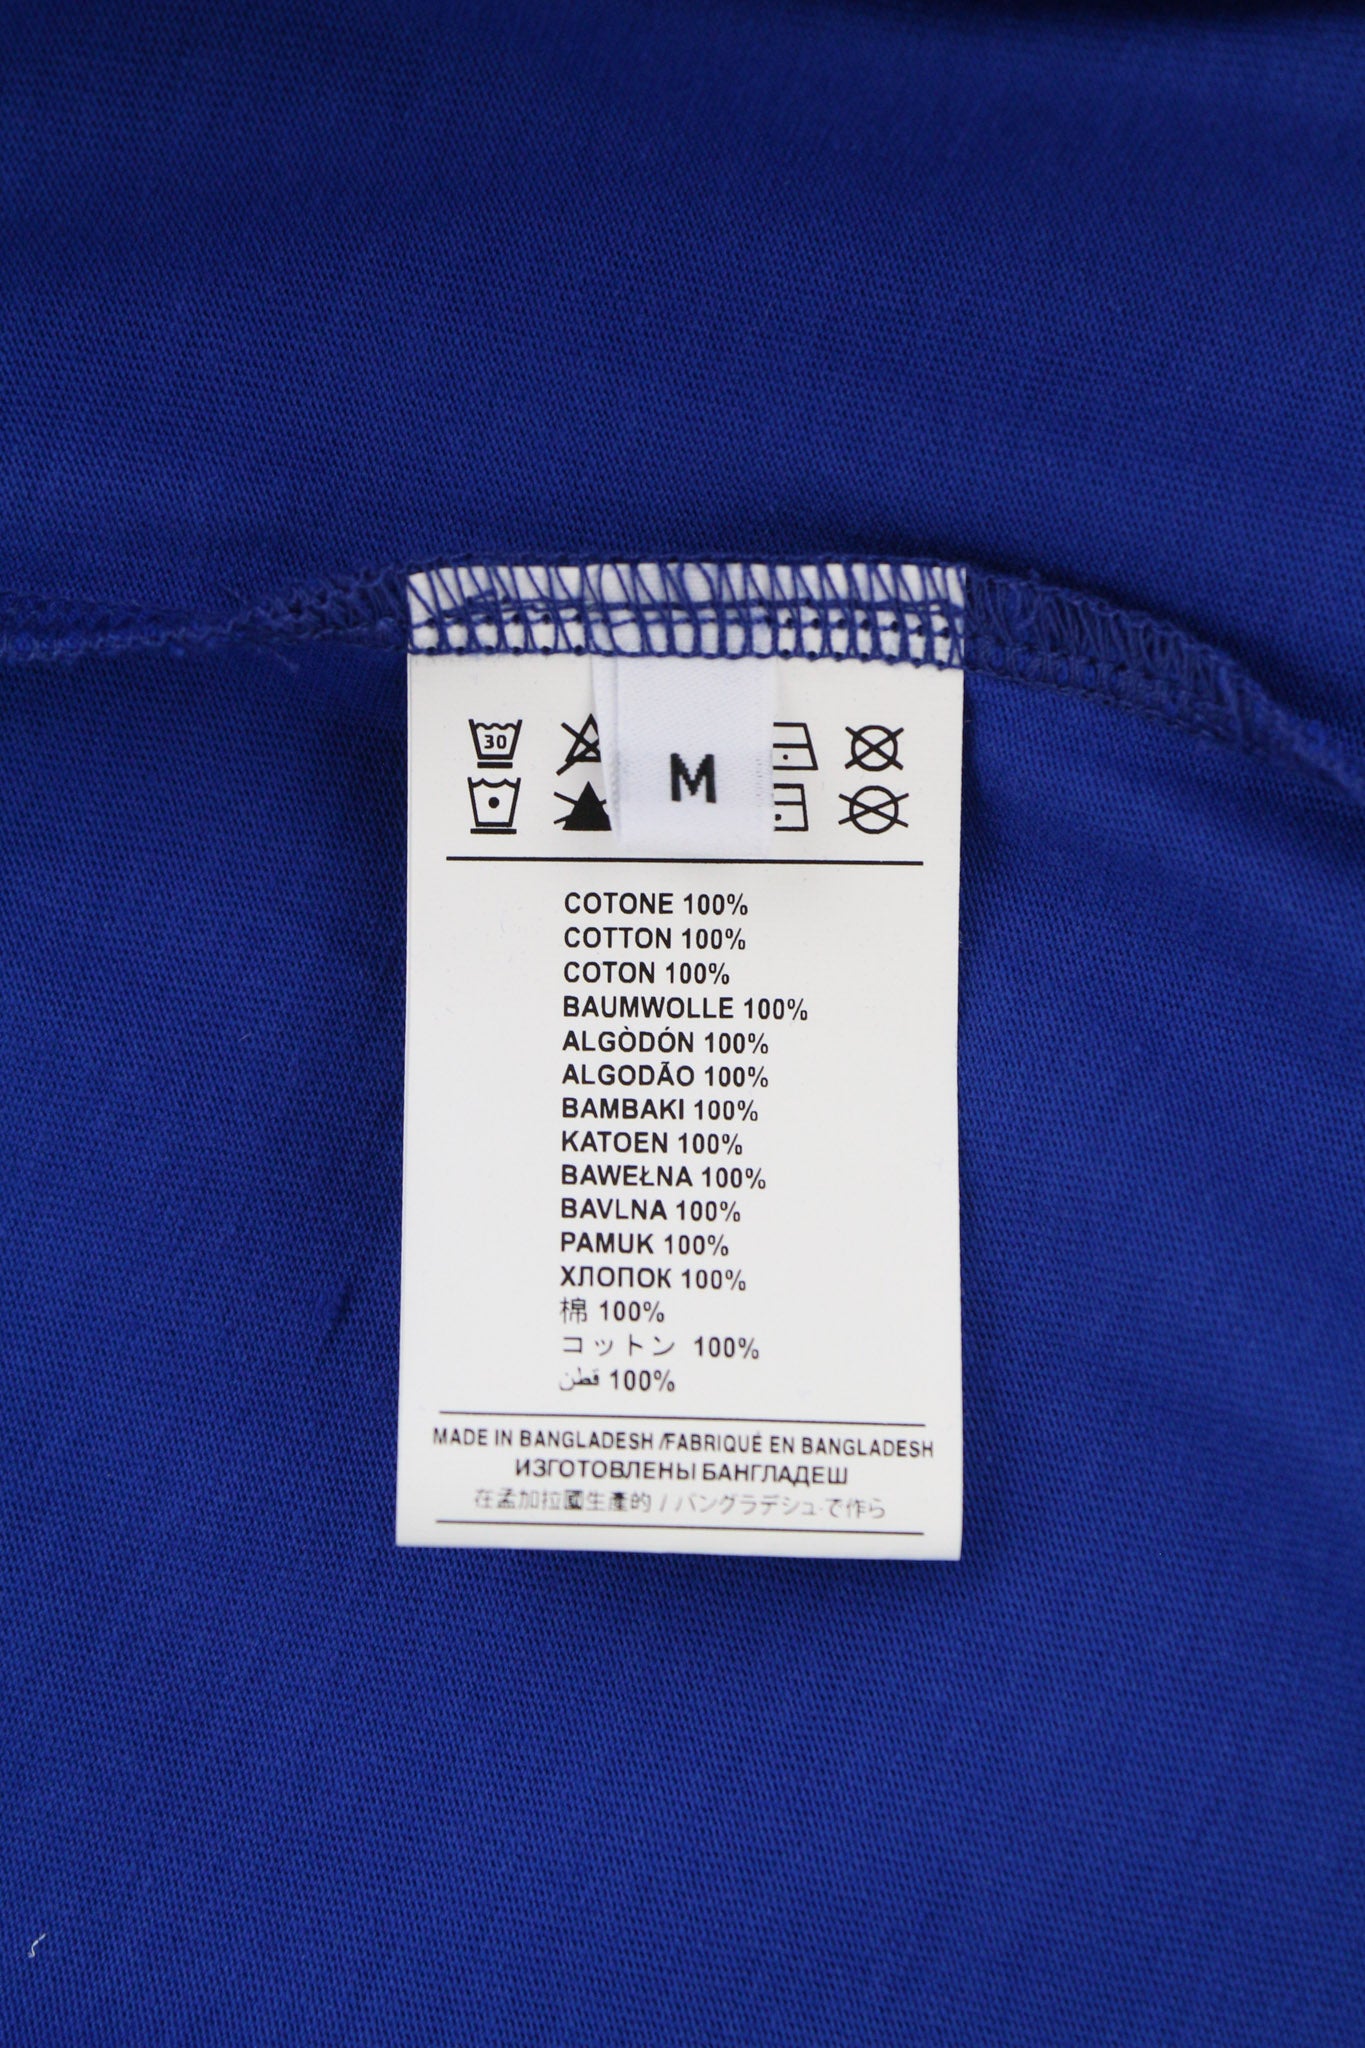 30
M
COTONE 100%
COTTON 100%
COTON 100%
BAUMWOLLE 100%
ALGÒDÓN 100%
ALGODÃO 100%
BAMBAKI 100%
KATOEN 100%
BAWEŁNA 100%
BAVLNA 100%
PAMUK 100%
ХЛОПОК 100%
棉 100%
コットン 100%
قطن 100%
MADE IN BANGLADESH /FABRIQUÉ EN BANGLADESH
ИЗГОТОВЛЕНЫ БАНГЛАДЕШ
在孟加拉國生產的 / バングラデシュで作ら